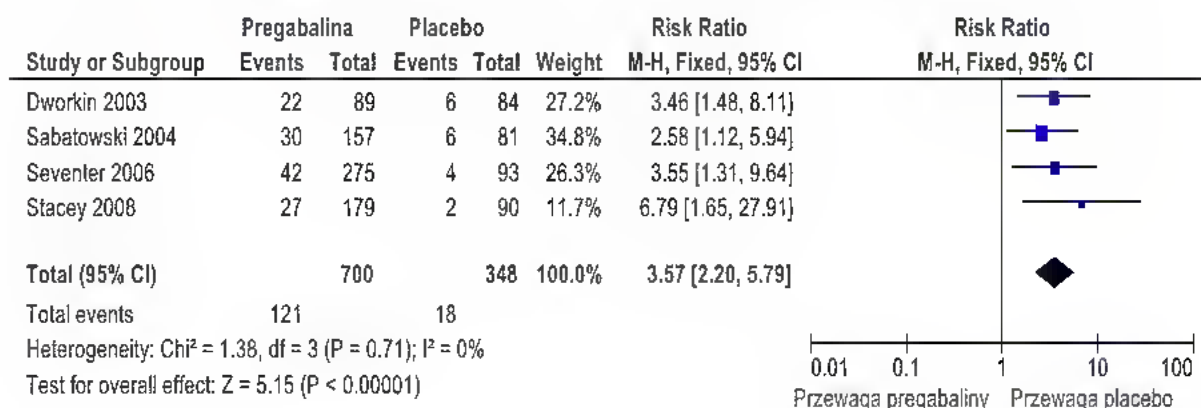 Pregabalina Placebo Risk Ratio Risk Ratio
Study or Subgroup Events Total Events Total Weight M-H, Fixed, 95% CI M-H, Fixed, 95% CI
Dworkin 2003 22 89 6 84 27.2% 3.46 [1.48, 8.11]
Sabatowski 2004 30 157 6 81 34.8% 2.58 [1.12, 5.94]
Seventer 2006 42 275 4 93 26.3% 3.55 [1.31, 9.64]
Stacey 2008 27 179 2 90 11.7% 6.79 [1.65, 27.91]
Total (95% CI) 700 348 100.0% 3.57 [2.20, 5.79]
Total events 121 18
Heterogeneity: Chi² = 1.38, df = 3 (P = 0.71); I² = 0%
Test for overall effect: Z = 5.15 (P < 0.00001)
0.01 0.1 1 10 100
Przewaga pregabaliny Przewaga placebo